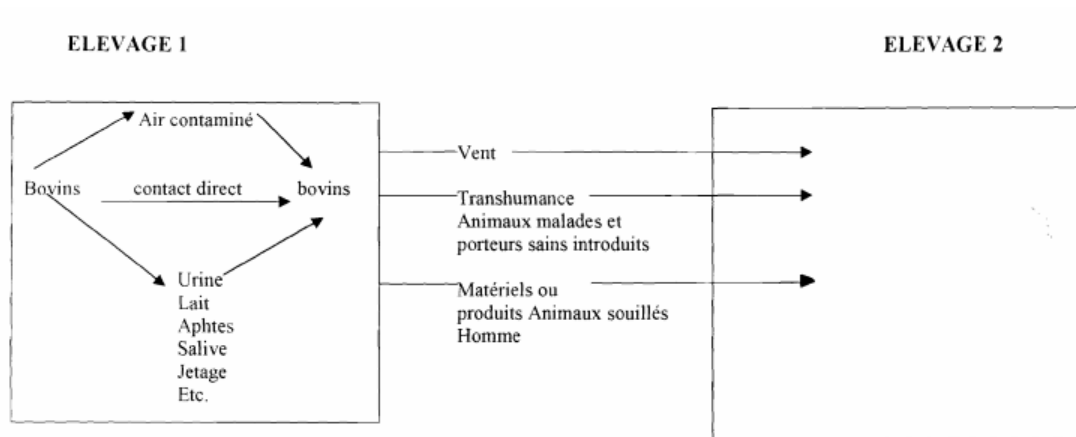 ELEVAGE 1
ELEVAGE 2
Air contaminé
Bovins
contact direct
bovins
Urine
Lait
Aphtes
Salive
Jetage
Etc.
Vent
Transhumance
Animaux malades et
porteurs sains introduits
Matériels ou
produits Animaux souillés
Homme